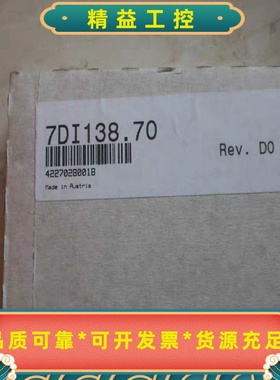 精益工控
7DI138.70
Rev. D0
42270280018
Made in Austria
品质可靠*可开发票*货源充足